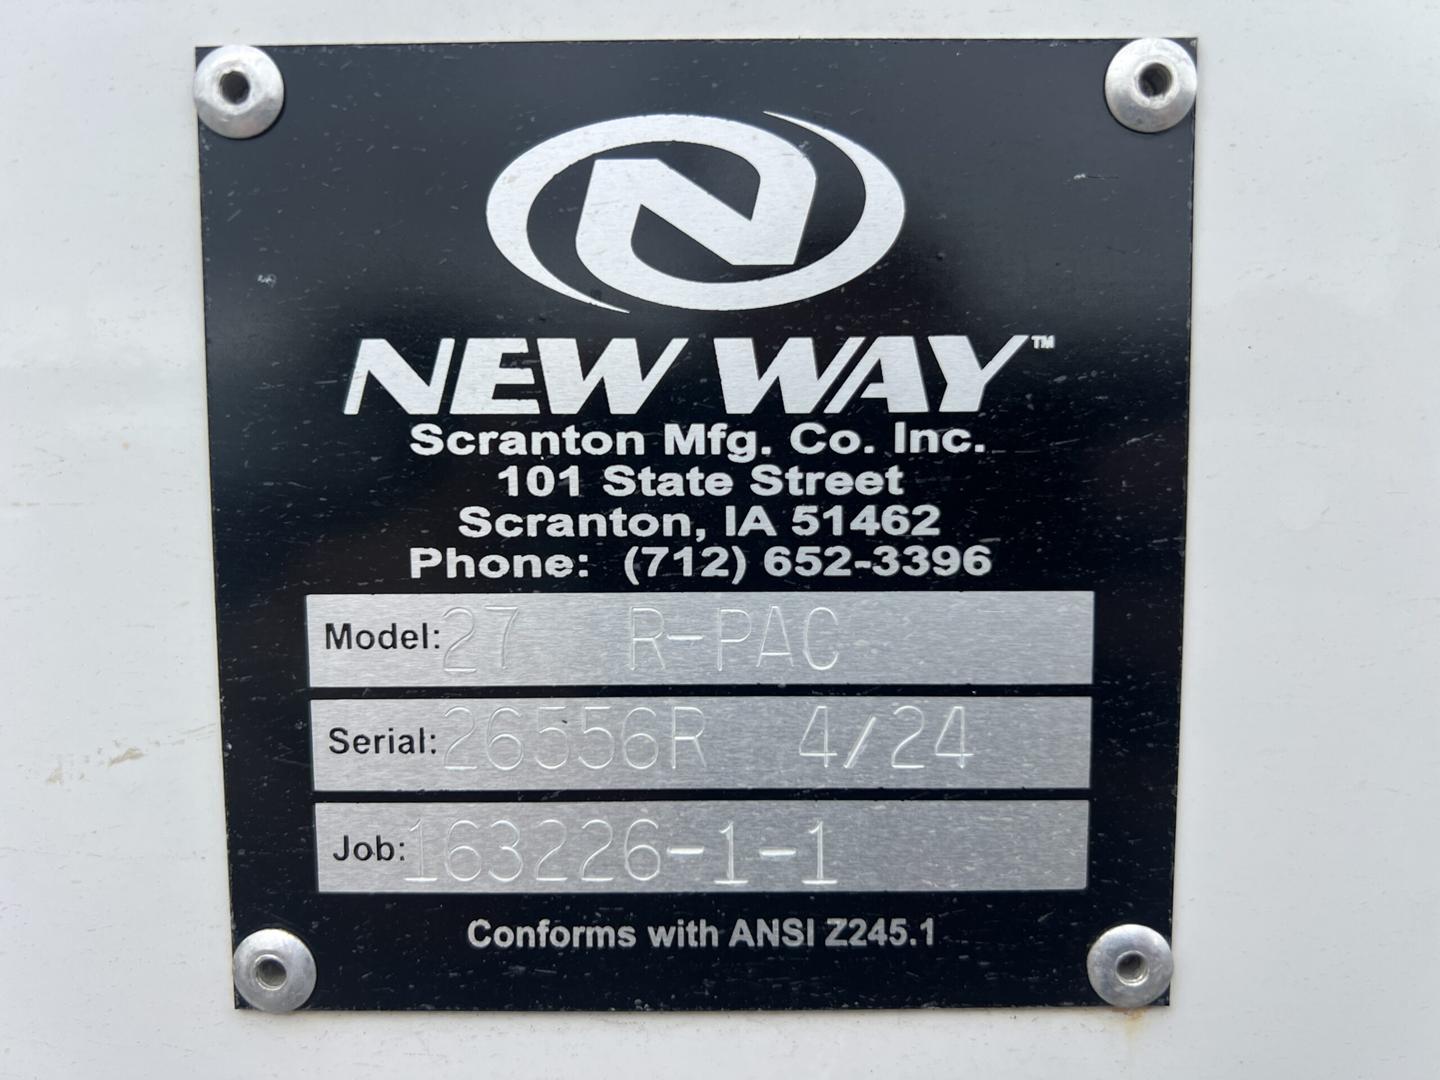 NEW WAY™
Scranton Mfg. Co. Inc.
101 State Street
Scranton, IA 51462
Phone: (712) 652-3396
Model: 27 R-PAC
Serial: 26556R 4/24
Job: 163226-1-1
Conforms with ANSI Z245.1